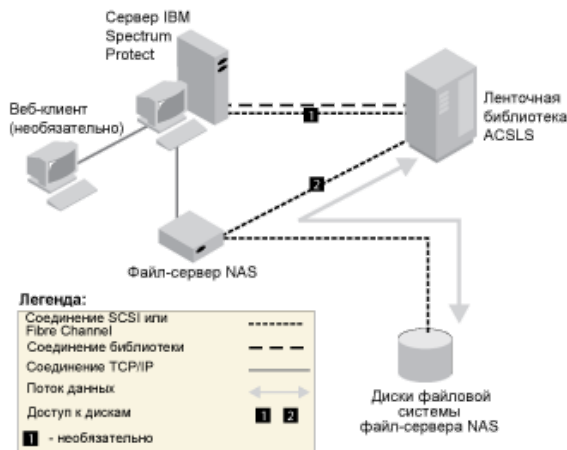 Сервер IBM
Spectrum
Protect
Веб-клиент
(необязательно)
1
Ленточная
библиотека
ACSLS
2
Файл-сервер NAS
Диски файловой
системы
файл-сервера NAS
Легенда:
Соединение SCSI или
Fibre Channel
Соединение библиотеки
Соединение TCP/IP
Поток данных
Доступ к дискам 1 2
1 - необязательно